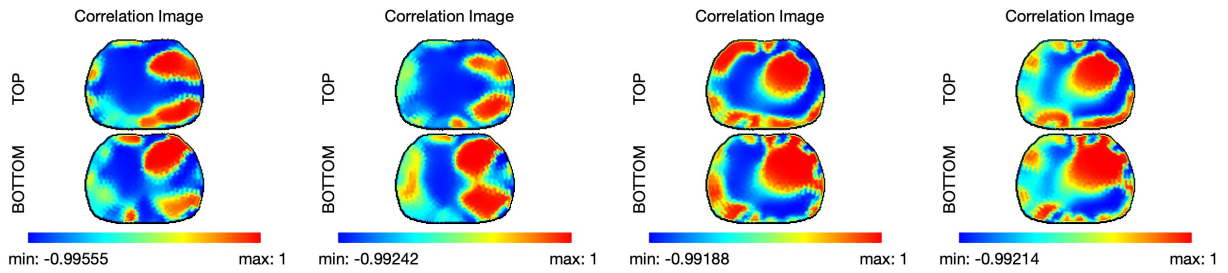 Correlation Image
TOP
BOTTOM
min: -0.99555 max: 1
Correlation Image
TOP
BOTTOM
min: -0.99242 max: 1
Correlation Image
TOP
BOTTOM
min: -0.99188 max: 1
Correlation Image
TOP
BOTTOM
min: -0.99214 max: 1